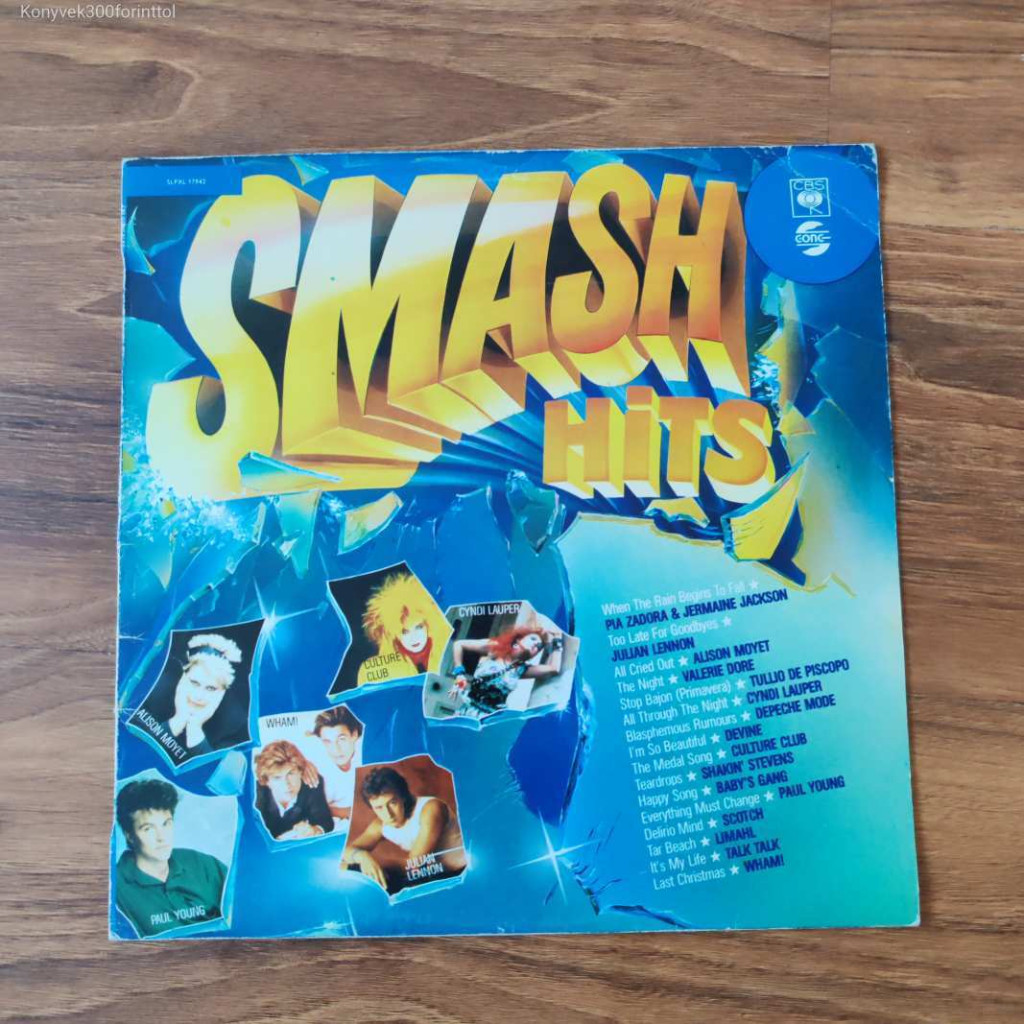 Konyvek300forinttol
SLPXL 17942
CBS
GONG
SMASH
HiTS
CYNDI LAUPER
CULTURE
CLUB
ALISON MOYET
WHAM!
JULIAN
LENNON
PAUL YOUNG
When The Rain Begins To Fall ★
PIA ZADORA & JERMAINE JACKSON
Too Late For Goodbyes ★
JULIAN LENNON
All Cried Out ★ ALISON MOYET
The Night ★ VALERIE DORE
Stop Bajon (Primavera) ★ TULLIO DE PISCOPO
All Through The Night ★ CYNDI LAUPER
Blasphemous Rumours ★ DEPECHE MODE
I'm So Beautiful ★ DEVINE
The Medal Song ★ CULTURE CLUB
Teardrops ★ SHAKIN' STEVENS
Happy Song ★ BABY'S GANG
Everything Must Change ★ PAUL YOUNG
Delirio Mind ★ SCOTCH
Tar Beach ★ LIMAHL
It's My Life ★ TALK TALK
Last Christmas ★ WHAM!